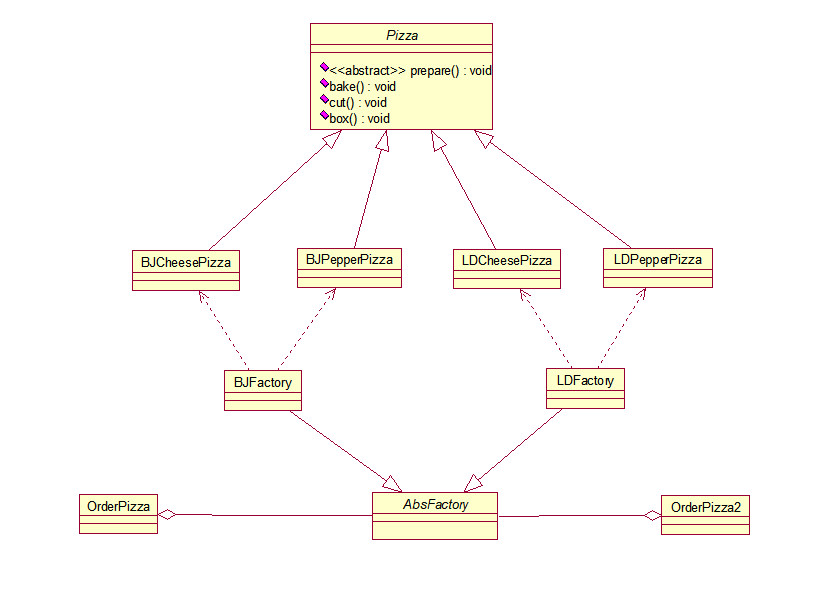 Pizza
<<abstract>> prepare() : void
bake() : void
cut() : void
box() : void
BJCheesePizza
BJPepperPizza
LDCheesePizza
LDPepperPizza
BJFactory
LDFactory
OrderPizza
AbsFactory
OrderPizza2